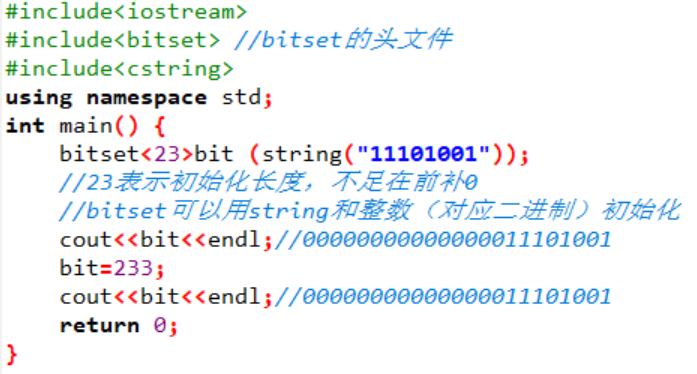 #include<iostream>
#include<bitset> //bitset的头文件
#include<cstring>
using namespace std;
int main() {
    bitset<23>bit (string("11101001"));
    //23表示初始化长度，不足在前补0
    //bitset可以用string和整数（对应二进制）初始化
    cout<<bit<<endl;//00000000000000011101001
    bit=233;
    cout<<bit<<endl;//00000000000000011101001
    return 0;
}